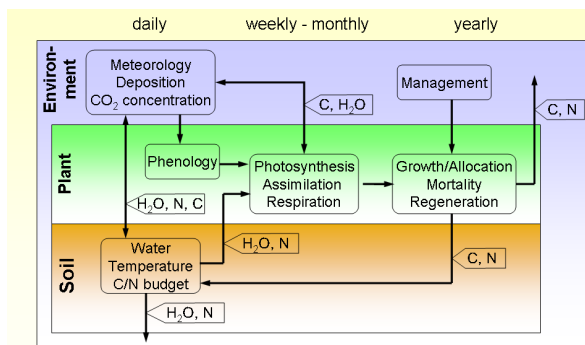 daily
weekly - monthly
yearly
Environ-
ment
Meteorology
Deposition
CO₂ concentration
Management
C, H₂O
C, N
Plant
Phenology
Photosynthesis
Assimilation
Respiration
Growth/Allocation
Mortality
Regeneration
H₂O, N, C
Soil
Water
Temperature
C/N budget
H₂O, N
C, N
H₂O, N